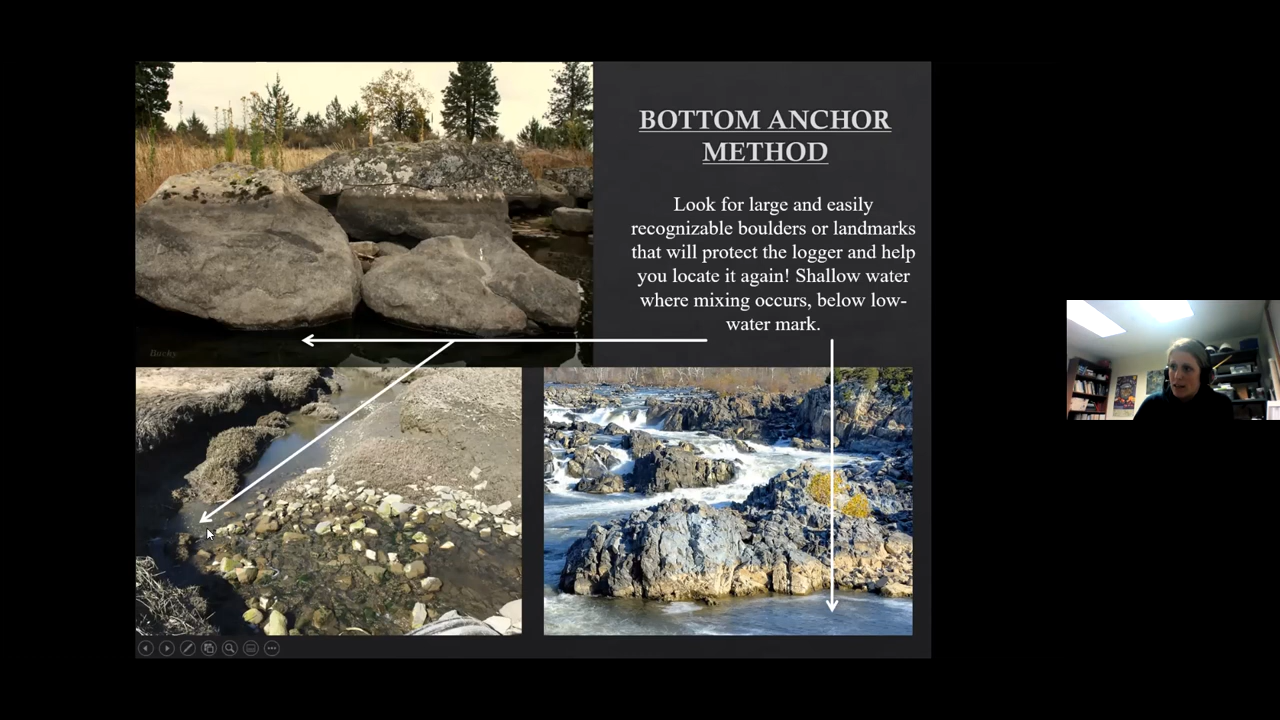 BOTTOM ANCHOR
METHOD
Look for large and easily
recognizable boulders or landmarks
that will protect the logger and help
you locate it again! Shallow water
where mixing occurs, below low-
water mark.
Bucky